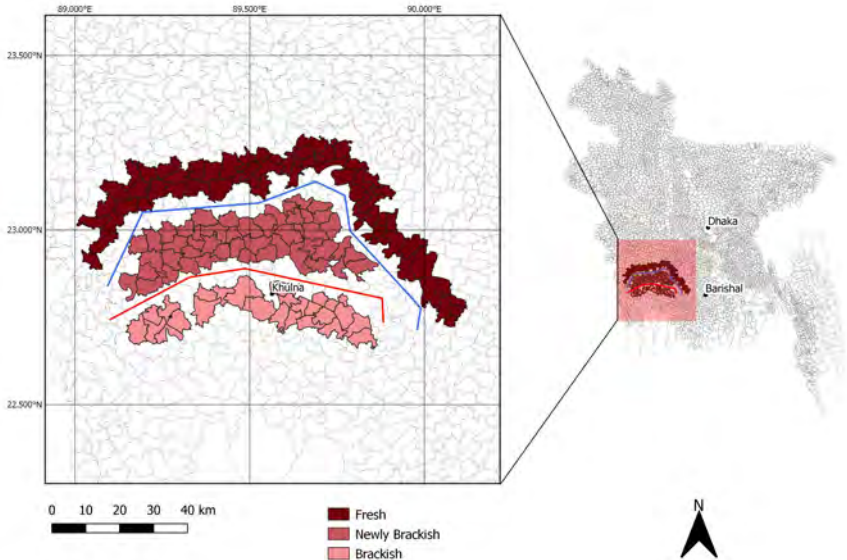 89.000°E
89.500°E
90.000°E
23.500°N
23.000°N
22.500°N
Khulna
Dhaka
Barishal
0 10 20 30 40 km
Fresh
Newly Brackish
Brackish
N